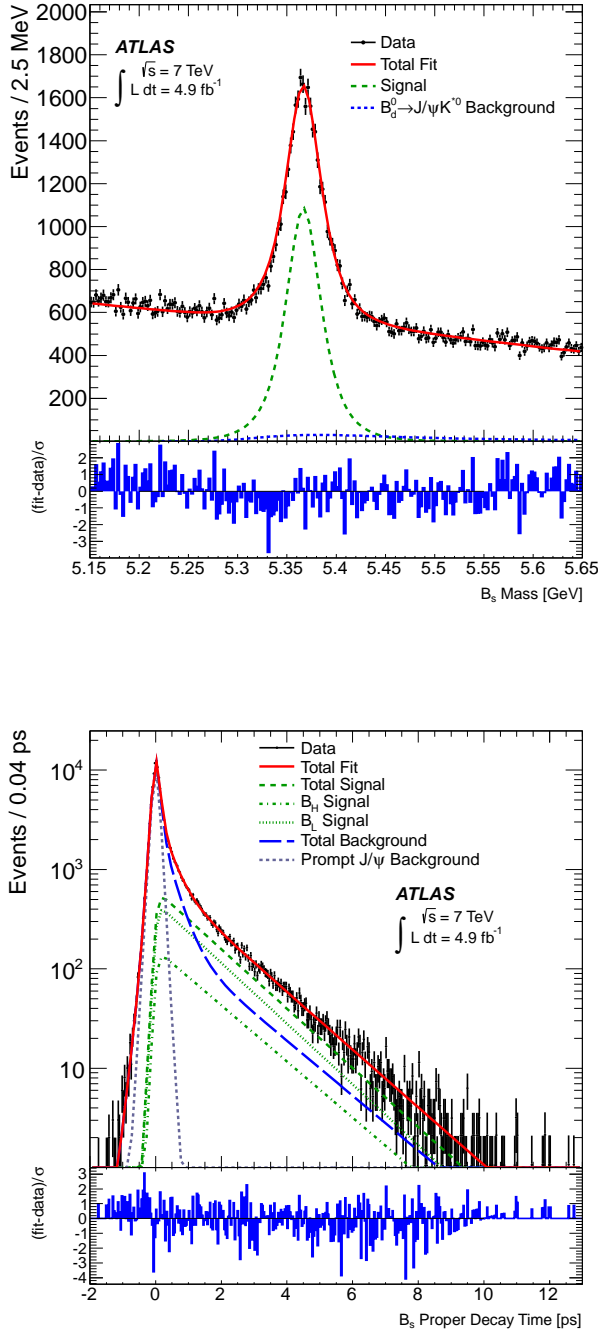 Events / 2.5 MeV
2000
1800
1600
1400
1200
1000
800
600
400
200
ATLAS
√s = 7 TeV
∫ L dt = 4.9 fb⁻¹
Data
Total Fit
Signal
B⁰_d→J/ψK*⁰ Background
(fit-data)/σ
2
1
0
-1
-2
-3
5.15 5.2 5.25 5.3 5.35 5.4 5.45 5.5 5.55 5.6 5.65
B_s Mass [GeV]
Events / 0.04 ps
10⁴
10³
10²
10
Data
Total Fit
Total Signal
B_H Signal
B_L Signal
Total Background
Prompt J/ψ Background
ATLAS
√s = 7 TeV
∫ L dt = 4.9 fb⁻¹
(fit-data)/σ
3
2
1
0
-1
-2
-3
-4
-2 0 2 4 6 8 10 12
B_s Proper Decay Time [ps]